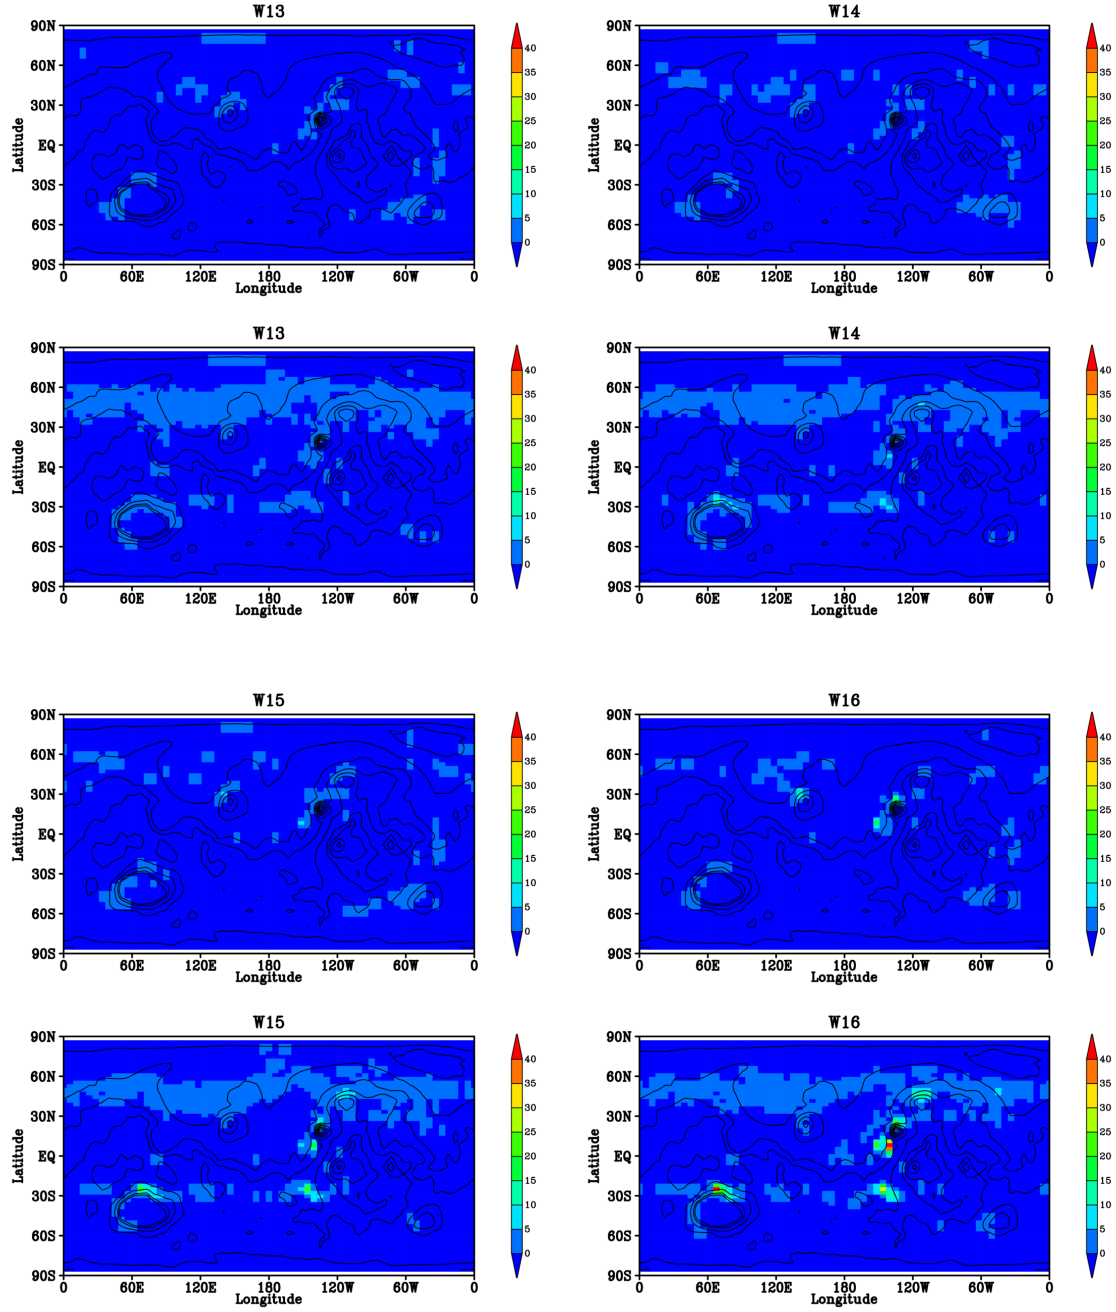 W13 W14
90N 90N
60N 60N
30N 30N
EQ EQ
30S 30S
60S 60S
90S 90S
Latitude Latitude
0 60E 120E 180 120W 60W 0 0 60E 120E 180 120W 60W 0
Longitude Longitude
40 40
35 35
30 30
25 25
20 20
15 15
10 10
5 5
0 0
W13 W14
90N 90N
60N 60N
30N 30N
EQ EQ
30S 30S
60S 60S
90S 90S
Latitude Latitude
0 60E 120E 180 120W 60W 0 0 60E 120E 180 120W 60W 0
Longitude Longitude
40 40
35 35
30 30
25 25
20 20
15 15
10 10
5 5
0 0
W15 W16
90N 90N
60N 60N
30N 30N
EQ EQ
30S 30S
60S 60S
90S 90S
Latitude Latitude
0 60E 120E 180 120W 60W 0 0 60E 120E 180 120W 60W 0
Longitude Longitude
40 40
35 35
30 30
25 25
20 20
15 15
10 10
5 5
0 0
W15 W16
90N 90N
60N 60N
30N 30N
EQ EQ
30S 30S
60S 60S
90S 90S
Latitude Latitude
0 60E 120E 180 120W 60W 0 0 60E 120E 180 120W 60W 0
Longitude Longitude
40 40
35 35
30 30
25 25
20 20
15 15
10 10
5 5
0 0